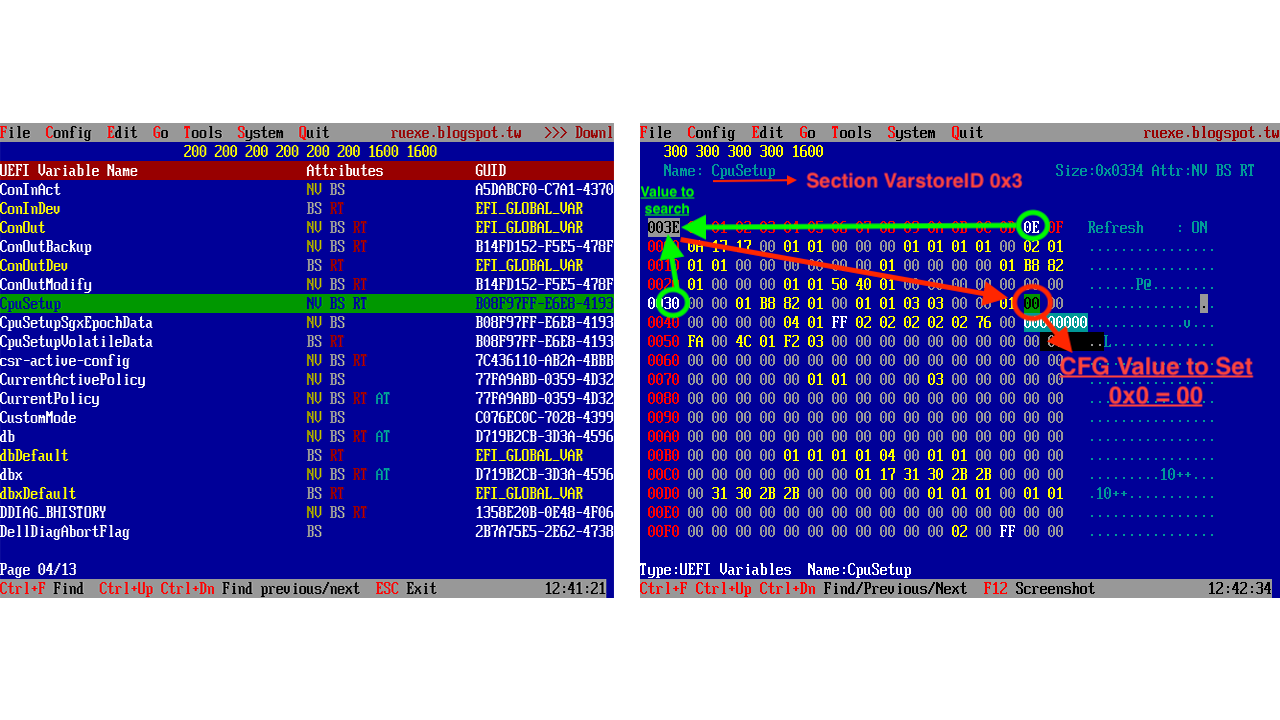 File Config Edit Go Tools System Quit ruexe.blogspot.tw >>> Downl
200 200 200 200 200 200 1600 1600
UEFI Variable Name Attributes GUID
ConInAct NV BS A5DABCF0-C7A1-4370
ConInDev BS RT EFI_GLOBAL_VAR
ConOut NV BS RT EFI_GLOBAL_VAR
ConOutBackup NV BS RT B14FD152-F5E5-478F
ConOutDev BS RT EFI_GLOBAL_VAR
ConOutModify NV BS RT B14FD152-F5E5-478F
CpuSetup NV BS RT B08F97FF-E6E8-4193
CpuSetupSgxEpochData NV BS B08F97FF-E6E8-4193
CpuSetupVolatileData BS RT B08F97FF-E6E8-4193
csr-active-config NV BS RT 7C436110-AB2A-4BBB
CurrentActivePolicy NV BS 77FA9ABD-0359-4D32
CurrentPolicy NV BS RT AT 77FA9ABD-0359-4D32
CustomMode NV BS C076EC0C-7028-4399
db NV BS RT AT D719B2CB-3D3A-4596
dbDefault BS RT EFI_GLOBAL_VAR
dbx NV BS RT AT D719B2CB-3D3A-4596
dbxDefault BS RT EFI_GLOBAL_VAR
DDIAG_BHISTORY NV BS RT 1358E20B-0E48-4F06
DellDiagAbortFlag BS 2B7A75E5-2E62-4738
Page 04/13
Ctrl+F Find Ctrl+Up Ctrl+Dn Find previous/next ESC Exit 12:41:21
File Config Edit Go Tools System Quit ruexe.blogspot.tw
300 300 300 300 1600
Name: CpuSetup Section VarstoreID 0x3 Size:0x0334 Attr:NV BS RT
Value to
search
003E 01 02 03 04 05 06 07 08 09 0A 0B 0C 0D 0E 0F Refresh : ON
0A 17 17 00 01 01 00 00 00 01 01 01 01 00 02 01
01 01 00 00 00 00 00 00 01 00 00 00 00 01 B8 82
01 00 00 00 01 01 50 40 01 00 00 00 00 P@
0030 00 00 01 B8 82 01 00 01 01 03 03 00 00 01 00 00
0040 00 00 00 00 04 01 FF 02 02 02 02 02 76 00 00000000 v
0050 FA 00 4C 01 F2 03 00 00 00 00 00 00 00 00 00 ..L
0060 00 00 00 00 00 00 00 00 00 00 00 00 00 00 00
CFG Value to Set
0070 00 00 00 00 00 01 01 00 00 00 03 00 00 00 00 00
0x0 = 00
0080 00 00 00 00 00 00 00 00 00 00 00 00 00 00 00 00
0090 00 00 00 00 00 00 00 00 00 00 00 00 00 00 00 00
00A0 00 00 00 00 00 00 00 00 00 00 00 00 00 00 00 00
00B0 00 00 00 00 01 01 01 01 04 00 01 01 00 00 00 00
00C0 00 00 00 00 00 00 00 01 17 31 30 2B 2B 00 00 00 10++
00D0 00 31 30 2B 2B 00 00 00 00 00 01 01 01 00 01 01 .10++
00E0 00 00 00 00 00 00 00 00 00 00 00 00 00 00 00 00
00F0 00 00 00 00 00 00 00 00 00 00 00 02 00 FF 00 00
Type:UEFI Variables Name:CpuSetup
Ctrl+F Ctrl+Up Ctrl+Dn Find/Previous/Next F12 Screenshot 12:42:34